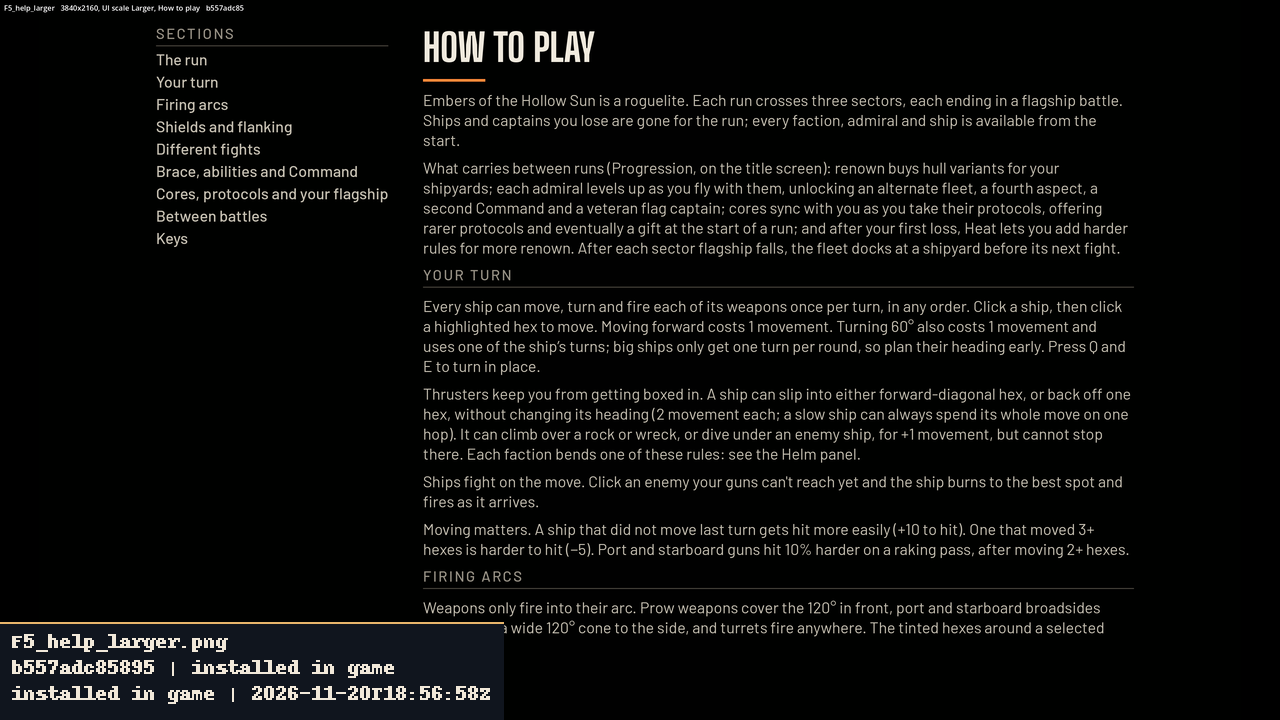 F5_help_larger 3840x2160, UI scale Larger, How to play b557adc85
SECTIONS
The run
Your turn
Firing arcs
Shields and flanking
Different fights
Brace, abilities and Command
Cores, protocols and your flagship
Between battles
Keys
HOW TO PLAY
Embers of the Hollow Sun is a roguelite. Each run crosses three sectors, each ending in a flagship battle.
Ships and captains you lose are gone for the run; every faction, admiral and ship is available from the
start.
What carries between runs (Progression, on the title screen): renown buys hull variants for your
shipyards; each admiral levels up as you fly with them, unlocking an alternate fleet, a fourth aspect, a
second Command and a veteran flag captain; cores sync with you as you take their protocols, offering
rarer protocols and eventually a gift at the start of a run; and after your first loss, Heat lets you add harder
rules for more renown. After each sector flagship falls, the fleet docks at a shipyard before its next fight.
YOUR TURN
Every ship can move, turn and fire each of its weapons once per turn, in any order. Click a ship, then click
a highlighted hex to move. Moving forward costs 1 movement. Turning 60° also costs 1 movement and
uses one of the ship's turns; big ships only get one turn per round, so plan their heading early. Press Q and
E to turn in place.
Thrusters keep you from getting boxed in. A ship can slip into either forward-diagonal hex, or back off one
hex, without changing its heading (2 movement each; a slow ship can always spend its whole move on one
hop). It can climb over a rock or wreck, or dive under an enemy ship, for +1 movement, but cannot stop
there. Each faction bends one of these rules: see the Helm panel.
Ships fight on the move. Click an enemy your guns can't reach yet and the ship burns to the best spot and
fires as it arrives.
Moving matters. A ship that did not move last turn gets hit more easily (+10 to hit). One that moved 3+
hexes is harder to hit (−5). Port and starboard guns hit 10% harder on a raking pass, after moving 2+ hexes.
FIRING ARCS
Weapons only fire into their arc. Prow weapons cover the 120° in front, port and starboard broadsides
a wide 120° cone to the side, and turrets fire anywhere. The tinted hexes around a selected
F5_help_larger.png
b557adc85895 | installed in game
installed in game | 2026-11-20T18:56:58Z